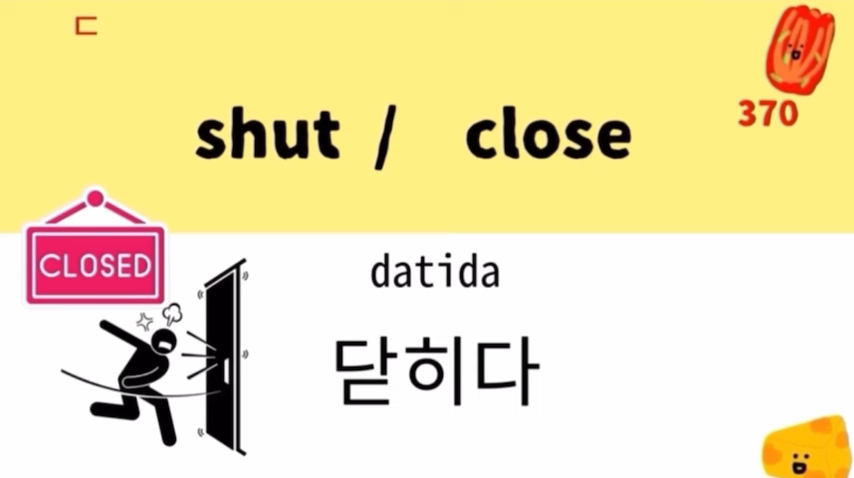 ㄷ
370
shut / close
CLOSED
datida
닫히다